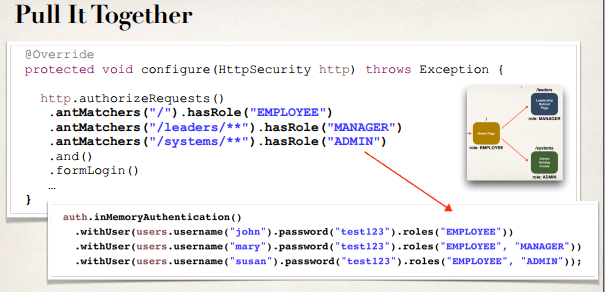 Pull It Together
@Override
protected void configure(HttpSecurity http) throws Exception {
http.authorizeRequests()
.antMatchers("/").hasRole("EMPLOYEE")
.antMatchers("/leaders/**").hasRole("MANAGER")
.antMatchers("/systems/**").hasRole("ADMIN")
.and()
.formLogin()
…
}
/leaders
Leadership
Retreat
Page
role: MANAGER
/
Home Page
role: EMPLOYEE
/systems
Admin
Holiday
Cruise
role: ADMIN
auth.inMemoryAuthentication()
.withUser(users.username("john").password("test123").roles("EMPLOYEE"))
.withUser(users.username("mary").password("test123").roles("EMPLOYEE", "MANAGER"))
.withUser(users.username("susan").password("test123").roles("EMPLOYEE", "ADMIN"));